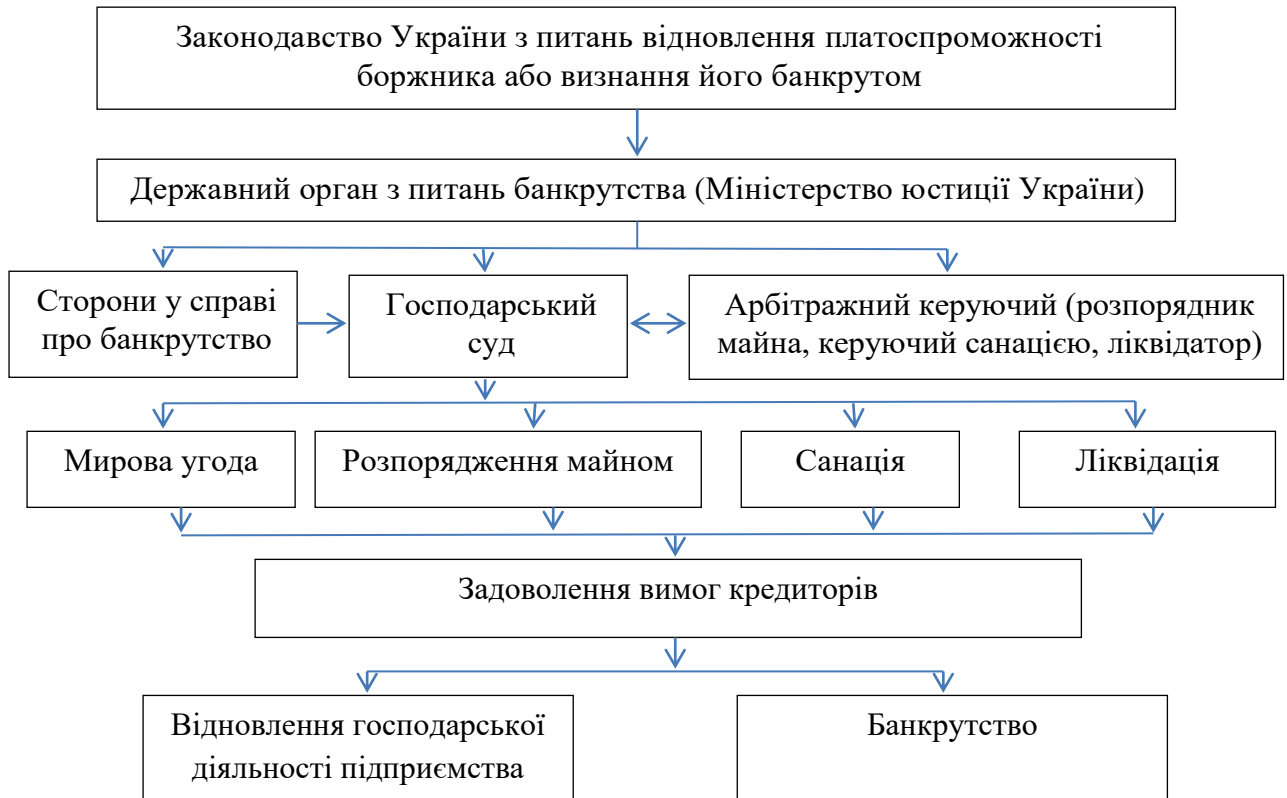 Законодавство України з питань відновлення платоспроможності
боржника або визнання його банкрутом
Державний орган з питань банкрутства (Міністерство юстиції України)
Сторони у справі
про банкрутство
Господарський
суд
Арбітражний керуючий (розпорядник
майна, керуючий санацією, ліквідатор)
Мирова угода
Розпорядження майном
Санація
Ліквідація
Задоволення вимог кредиторів
Відновлення господарської
діяльності підприємства
Банкрутство